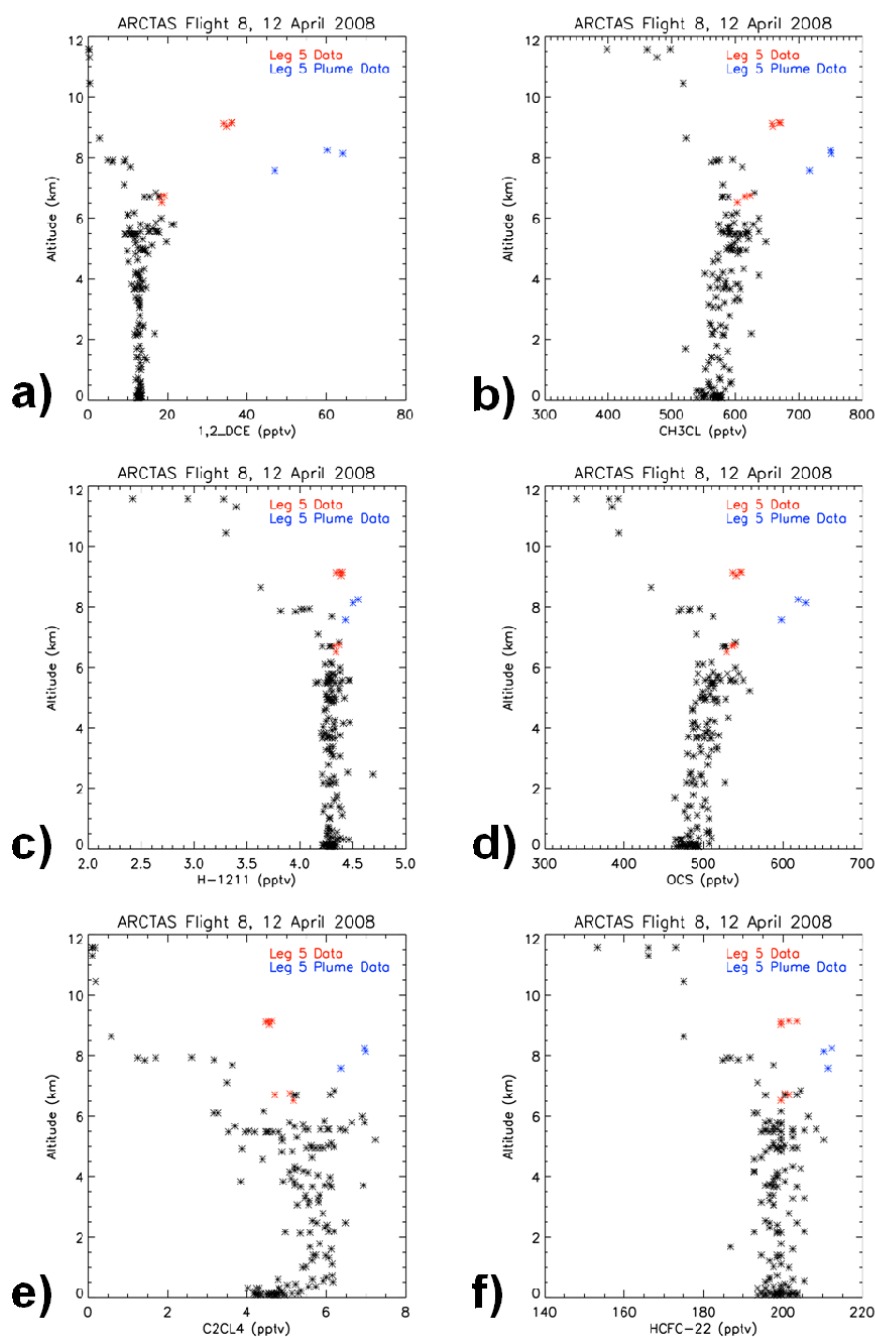 ARCTAS Flight 8, 12 April 2008
12
10
8
6
4
2
0
Altitude (km)
Leg 5 Data
Leg 5 Plume Data
0 20 40 60 80
1,2_DCE (pptv)
a)
ARCTAS Flight 8, 12 April 2008
12
10
8
6
4
2
0
Altitude (km)
Leg 5 Data
Leg 5 Plume Data
300 400 500 600 700 800
CH3CL (pptv)
b)
ARCTAS Flight 8, 12 April 2008
12
10
8
6
4
2
0
Altitude (km)
Leg 5 Data
Leg 5 Plume Data
2.0 2.5 3.0 3.5 4.0 4.5 5.0
H-1211 (pptv)
c)
ARCTAS Flight 8, 12 April 2008
12
10
8
6
4
2
0
Altitude (km)
Leg 5 Data
Leg 5 Plume Data
300 400 500 600 700
OCS (pptv)
d)
ARCTAS Flight 8, 12 April 2008
12
10
8
6
4
2
0
Altitude (km)
Leg 5 Data
Leg 5 Plume Data
0 2 4 6 8
C2CL4 (pptv)
e)
ARCTAS Flight 8, 12 April 2008
12
10
8
6
4
2
0
Altitude (km)
Leg 5 Data
Leg 5 Plume Data
140 160 180 200 220
HCFC-22 (pptv)
f)